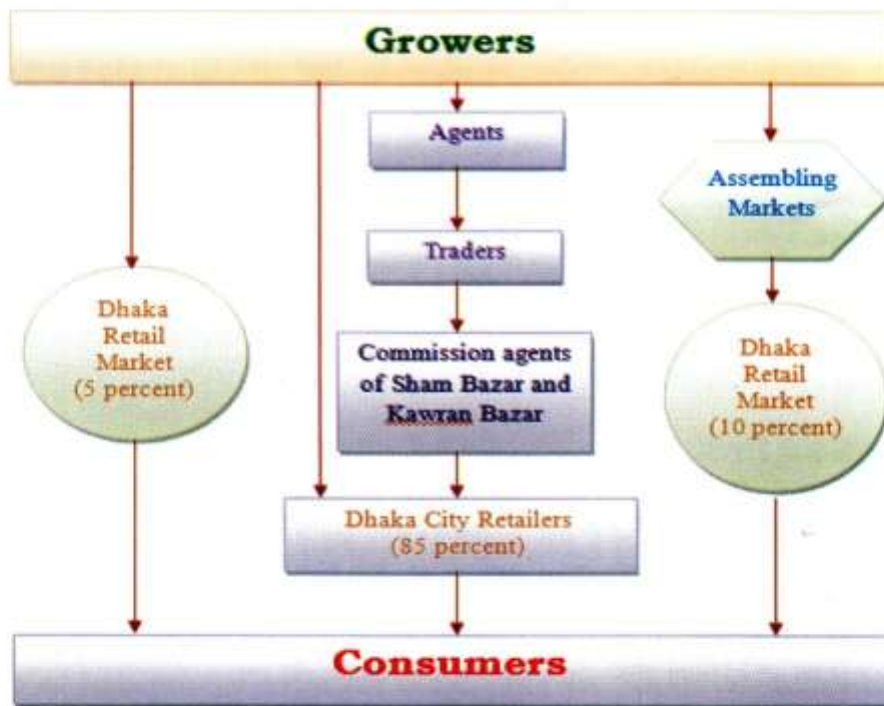 Growers
Agents
Assembling
Markets
Traders
Dhaka
Retail
Market
(5 percent)
Commission agents
of Sham Bazar and
Kawran Bazar
Dhaka
Retail
Market
(10 percent)
Dhaka City Retailers
(85 percent)
Consumers